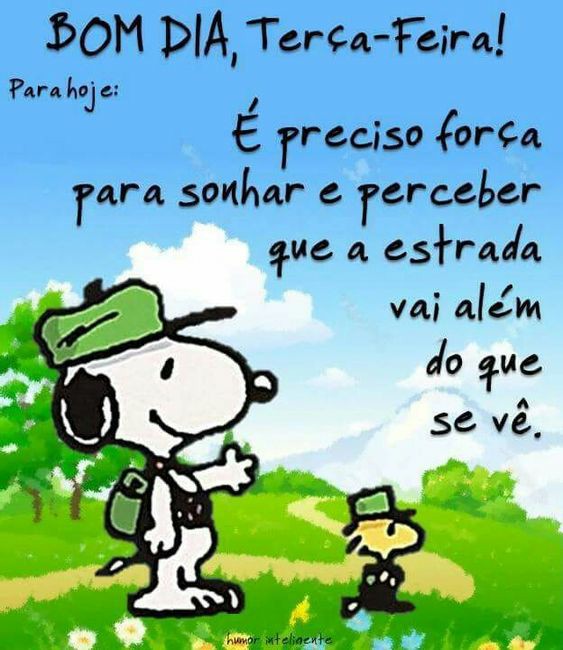 BOM DIA, Terça-Feira!
Para hoje:
É preciso força
para sonhar e perceber
que a estrada
vai além
do que
se vê.
humor inteligente